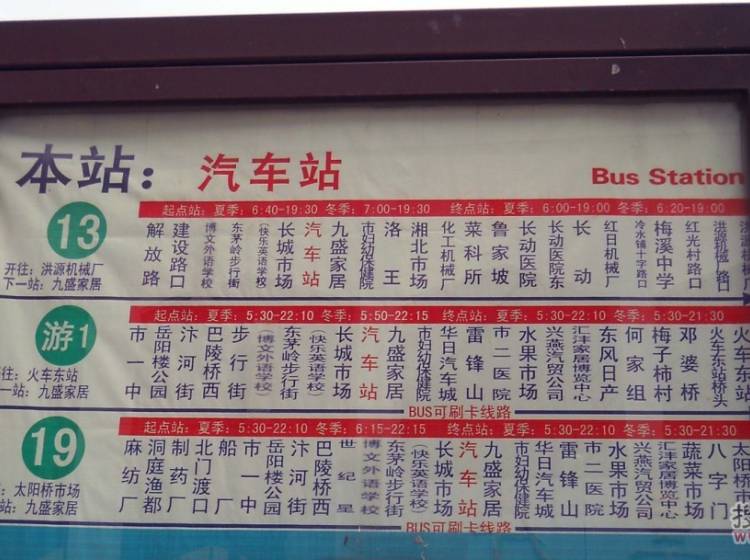 本站：汽车站 Bus Station
13
开往：洪源机械厂
下一站：九盛家居
起点站：夏季：6:40-19:30 冬季：7:00-19:30 终点站：夏季：6:00-19:00 冬季：6:20-19:00
解放路
建设路口
博文外语学校
东茅岭步行街
(快乐英语学校)
长城市场
汽车站
九盛家居
市妇幼保健院
洛王
湘北市场
化工机械厂
菜科所
鲁家坡
长动医院
长动医院东
长动
红日机械厂
冷水铺十字路口
梅溪中学
红光村路口
洪源机械路口
洪源机械厂
游1
往：火车东站
一站：九盛家居
起点站：夏季：5:30-22:10 冬季：5:50-22:15 终点站：夏季：5:30-22:10 冬季：5:30-21:30
市一中
岳阳楼公园
汴河街
巴陵桥西
步行街
(博文外语学校)
东茅岭步行街
(快乐英语学校)
长城市场
汽车站
九盛家居
市妇幼保健院
华日汽车城
雷锋山
市二医院
水果市场
兴燕汽贸公司
汇沣家居博览中心
东风日产
何家组
梅子柿村
邓婆桥
火车东站桥头
火车东站
BUS可刷卡线路
19
：太阳桥市场
站：九盛家居
起点站：夏季：5:30-22:10 冬季：6:15-22:15 终点站：夏季：5:30-22:10 冬季：5:30-21:30
麻纺厂
洞庭渔都
制药厂
北门渡口
船厂
市一中
岳阳楼公园
汴河街
巴陵桥西
世纪星
博文外语学校
东茅岭步行街
(快乐英语学校)
长城市场
汽车站
九盛家居
市妇幼保健院
华日汽车城
雷锋山
市二医院
水果市场
兴燕汽贸公司
汇沣家居博览中心
蔬菜市场
八字门
BUS可刷卡线路